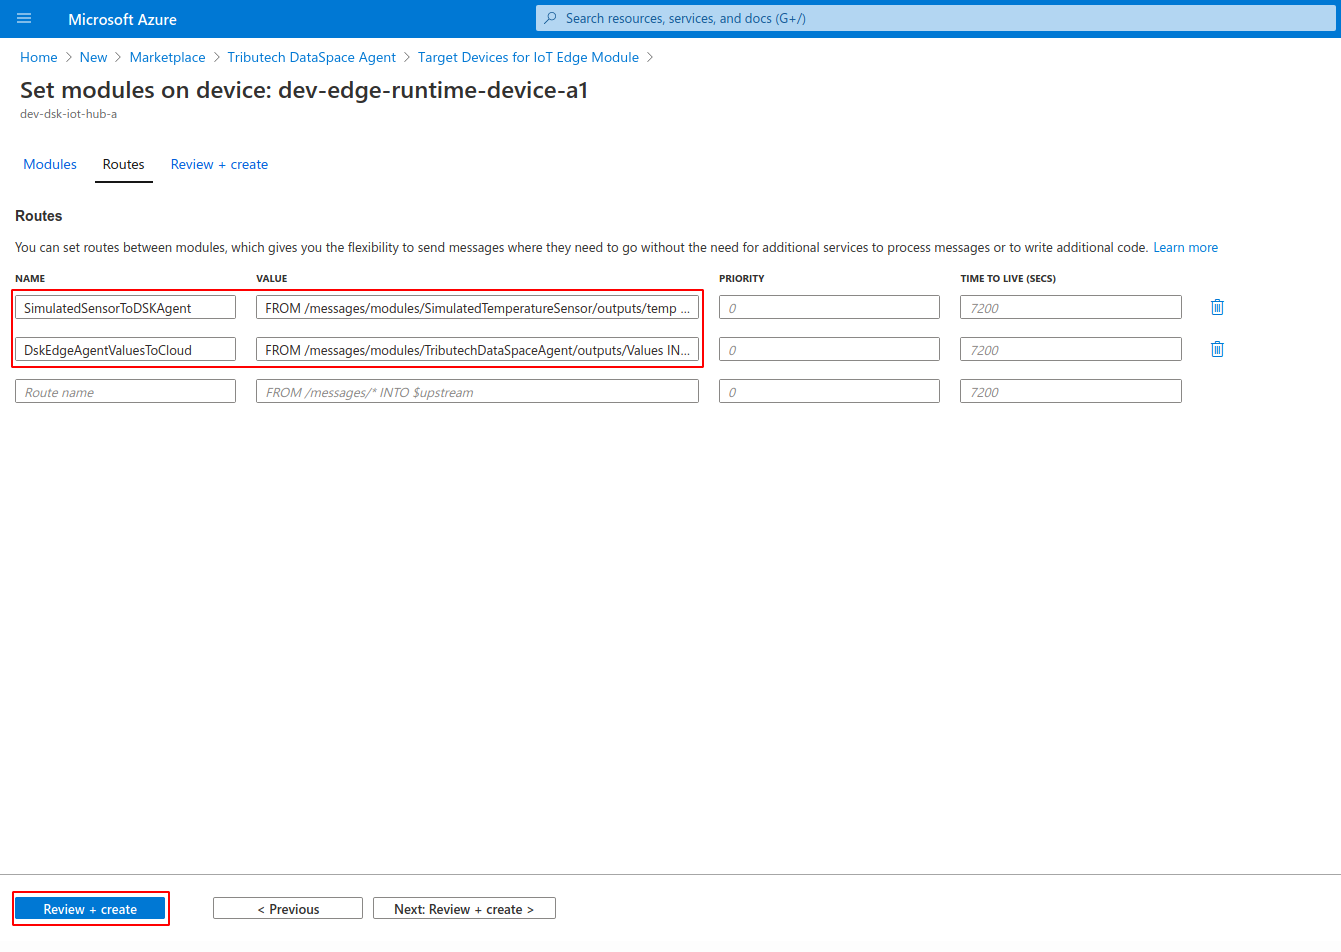 Microsoft Azure
Search resources, services, and docs (G+/)
Home > New > Marketplace > Tributech DataSpace Agent > Target Devices for IoT Edge Module >
Set modules on device: dev-edge-runtime-device-a1
dev-dsk-iot-hub-a
Modules Routes Review + create
Routes
You can set routes between modules, which gives you the flexibility to send messages where they need to go without the need for additional services to process messages or to write additional code. Learn more
NAME VALUE PRIORITY TIME TO LIVE (SECS)
SimulatedSensorToDSKAgent FROM /messages/modules/SimulatedTemperatureSensor/outputs/temp ... 0 7200
DskEdgeAgentValuesToCloud FROM /messages/modules/TributechDataSpaceAgent/outputs/Values IN... 0 7200
Route name FROM /messages/* INTO $upstream 0 7200
Review + create < Previous Next: Review + create >